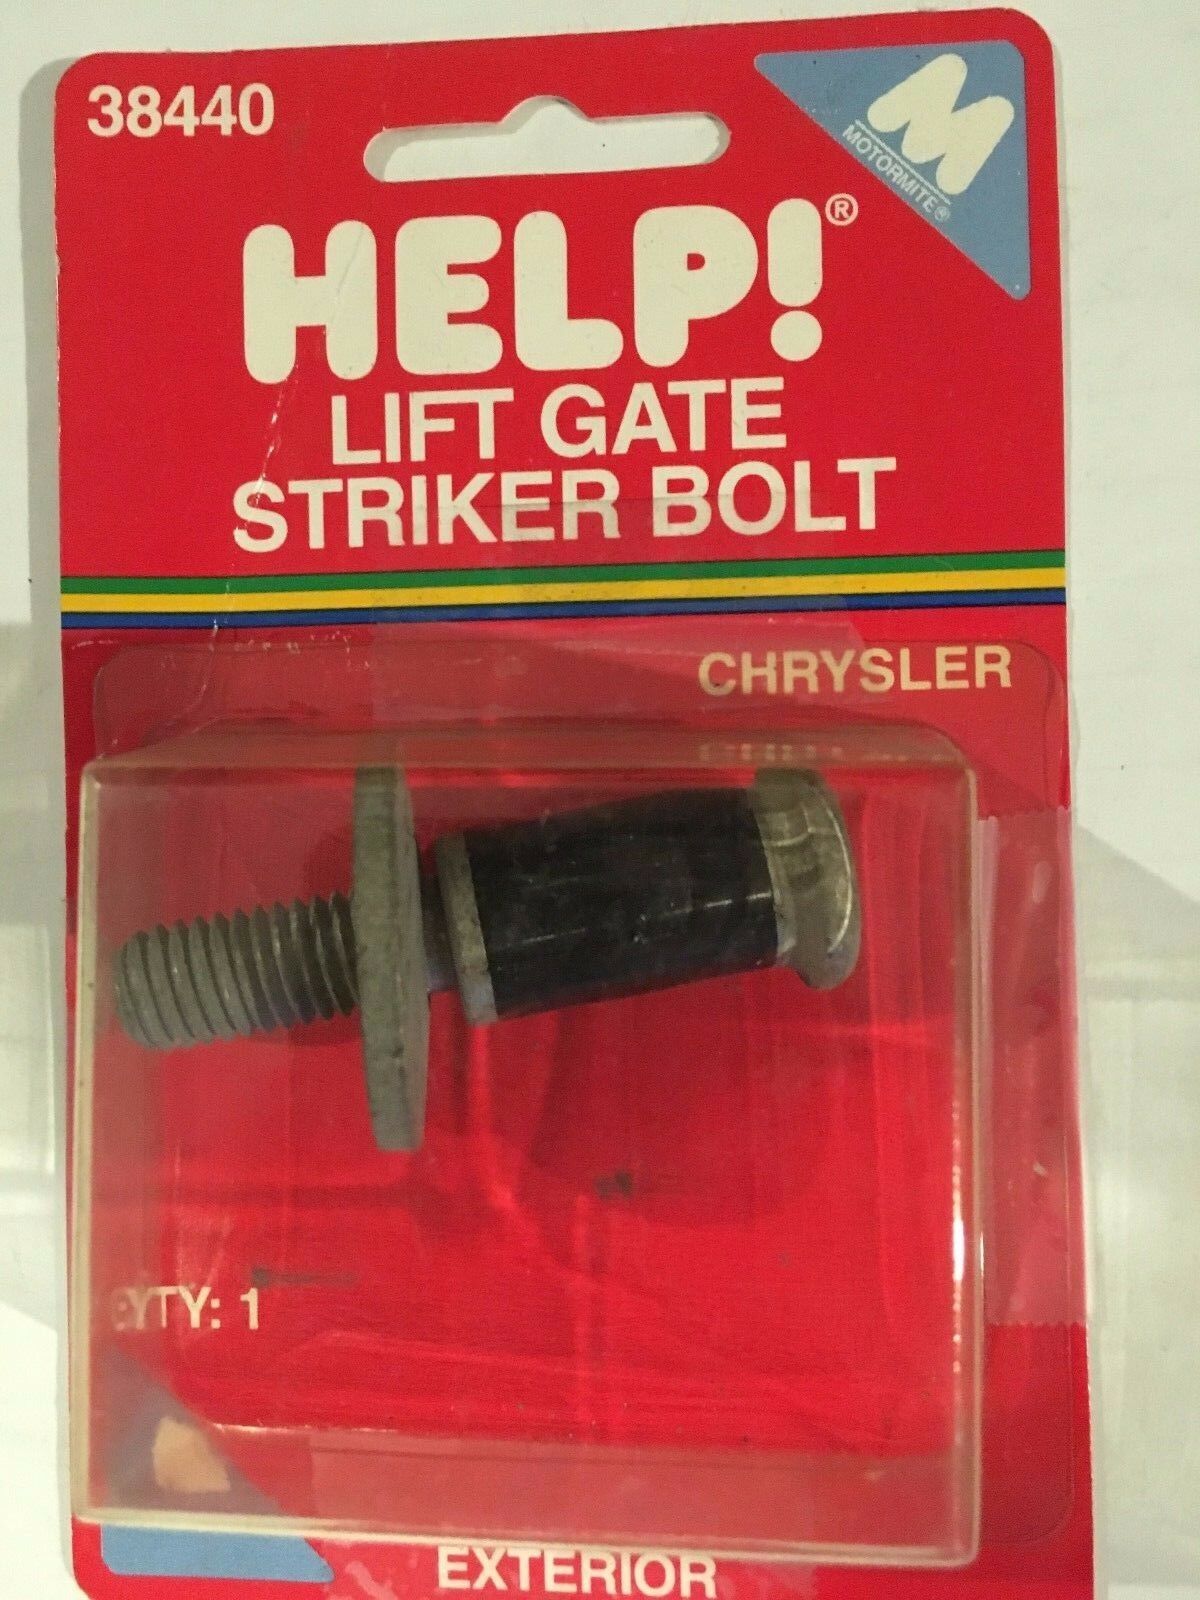 38440
M
MOTORMITE®
HELP!®
LIFT GATE
STRIKER BOLT
CHRYSLER
QTY: 1
EXTERIOR